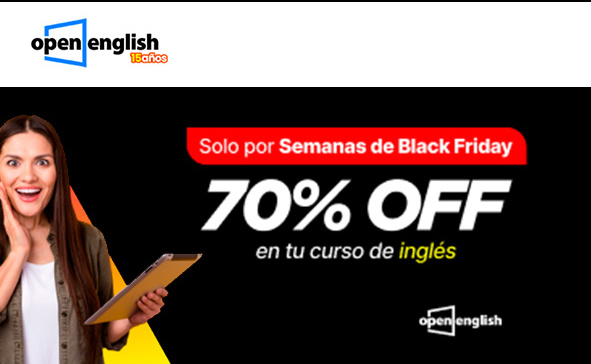 open english
15años
Solo por Semanas de Black Friday
70% OFF
en tu curso de inglés
open english